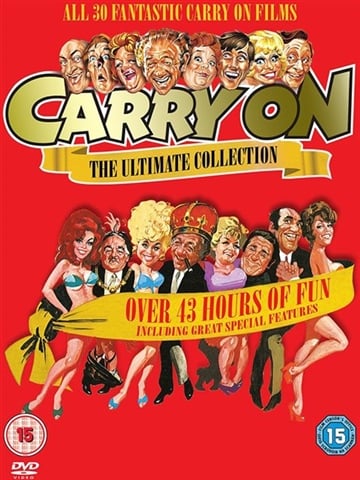 ALL 30 FANTASTIC CARRY ON FILMS
CARRY ON
THE ULTIMATE COLLECTION
OVER 43 HOURS OF FUN
INCLUDING GREAT SPECIAL FEATURES
15
15
DVD
VIDEO